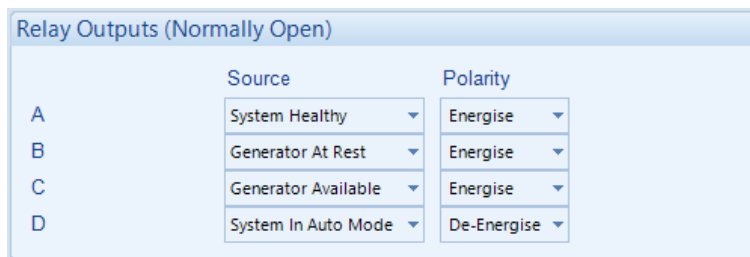 Relay Outputs (Normally Open)
Source Polarity
A System Healthy Energise
B Generator At Rest Energise
C Generator Available Energise
D System In Auto Mode De-Energise